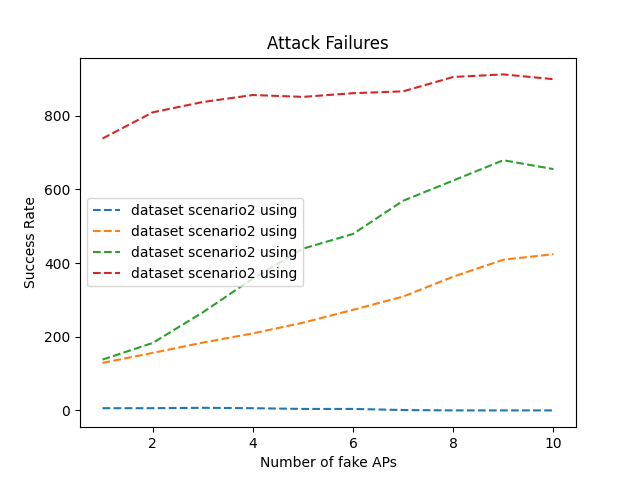 Attack Failures
Success Rate
800
600
400
200
0
dataset scenario2 using
dataset scenario2 using
dataset scenario2 using
dataset scenario2 using
2 4 6 8 10
Number of fake APs